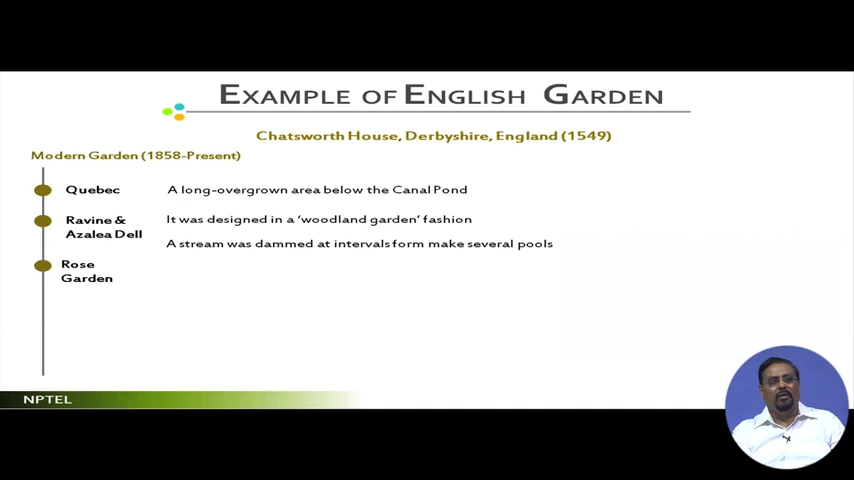 EXAMPLE OF ENGLISH GARDEN
Chatsworth House, Derbyshire, England (1549)
Modern Garden (1858-Present)
Quebec
A long-overgrown area below the Canal Pond
Ravine &
Azalea Dell
It was designed in a ‘woodland garden’ fashion
A stream was dammed at intervals form make several pools
Rose
Garden
NPTEL